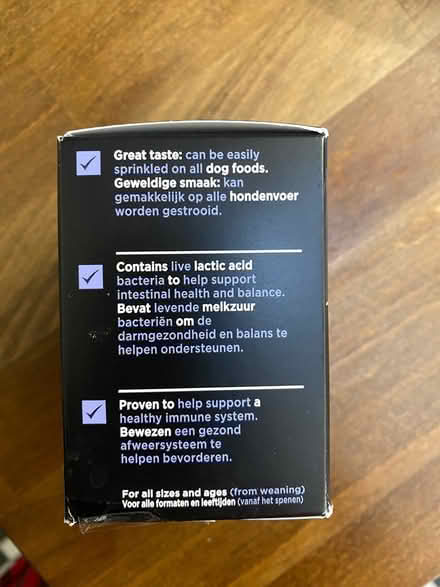 Great taste: can be easily
sprinkled on all dog foods.
Geweldige smaak: kan
gemakkelijk op alle hondenvoer
worden gestrooid.
Contains live lactic acid
bacteria to help support
intestinal health and balance.
Bevat levende melkzuur
bacteriën om de
darmgezondheid en balans te
helpen ondersteunen.
Proven to help support a
healthy immune system.
Bewezen een gezond
afweersysteem te
helpen bevorderen.
For all sizes and ages (from weaning)
Voor alle formaten en leeftijden (vanaf het spenen)